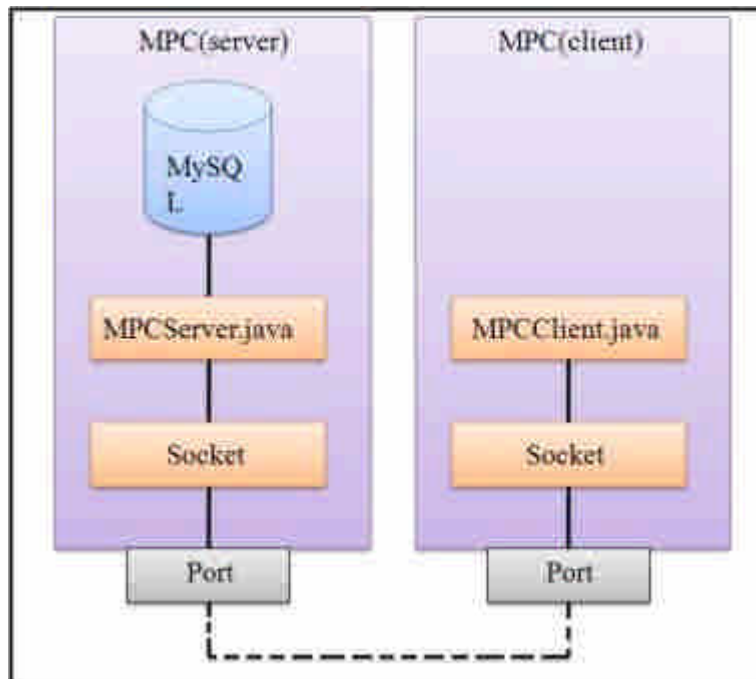 MPC(server)
MySQ
L
MPCServer.java
Socket
Port
MPC(client)
MPCClient.java
Socket
Port